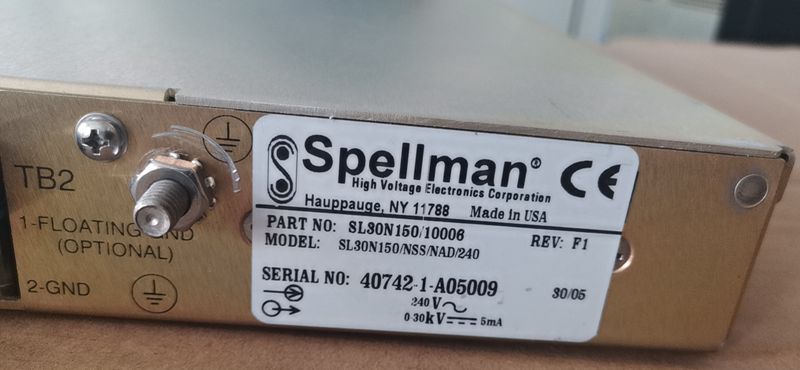 TB2
1-FLOATING GND
(OPTIONAL)
2-GND
Spellman®
High Voltage Electronics Corporation
CE
Hauppauge, NY 11788 Made in USA
PART NO: SL30N150/10006 REV: F1
MODEL: SL30N150/NSS/NAD/240
SERIAL NO: 40742-1-A05009 30/05
240V~
0-30kV 5mA